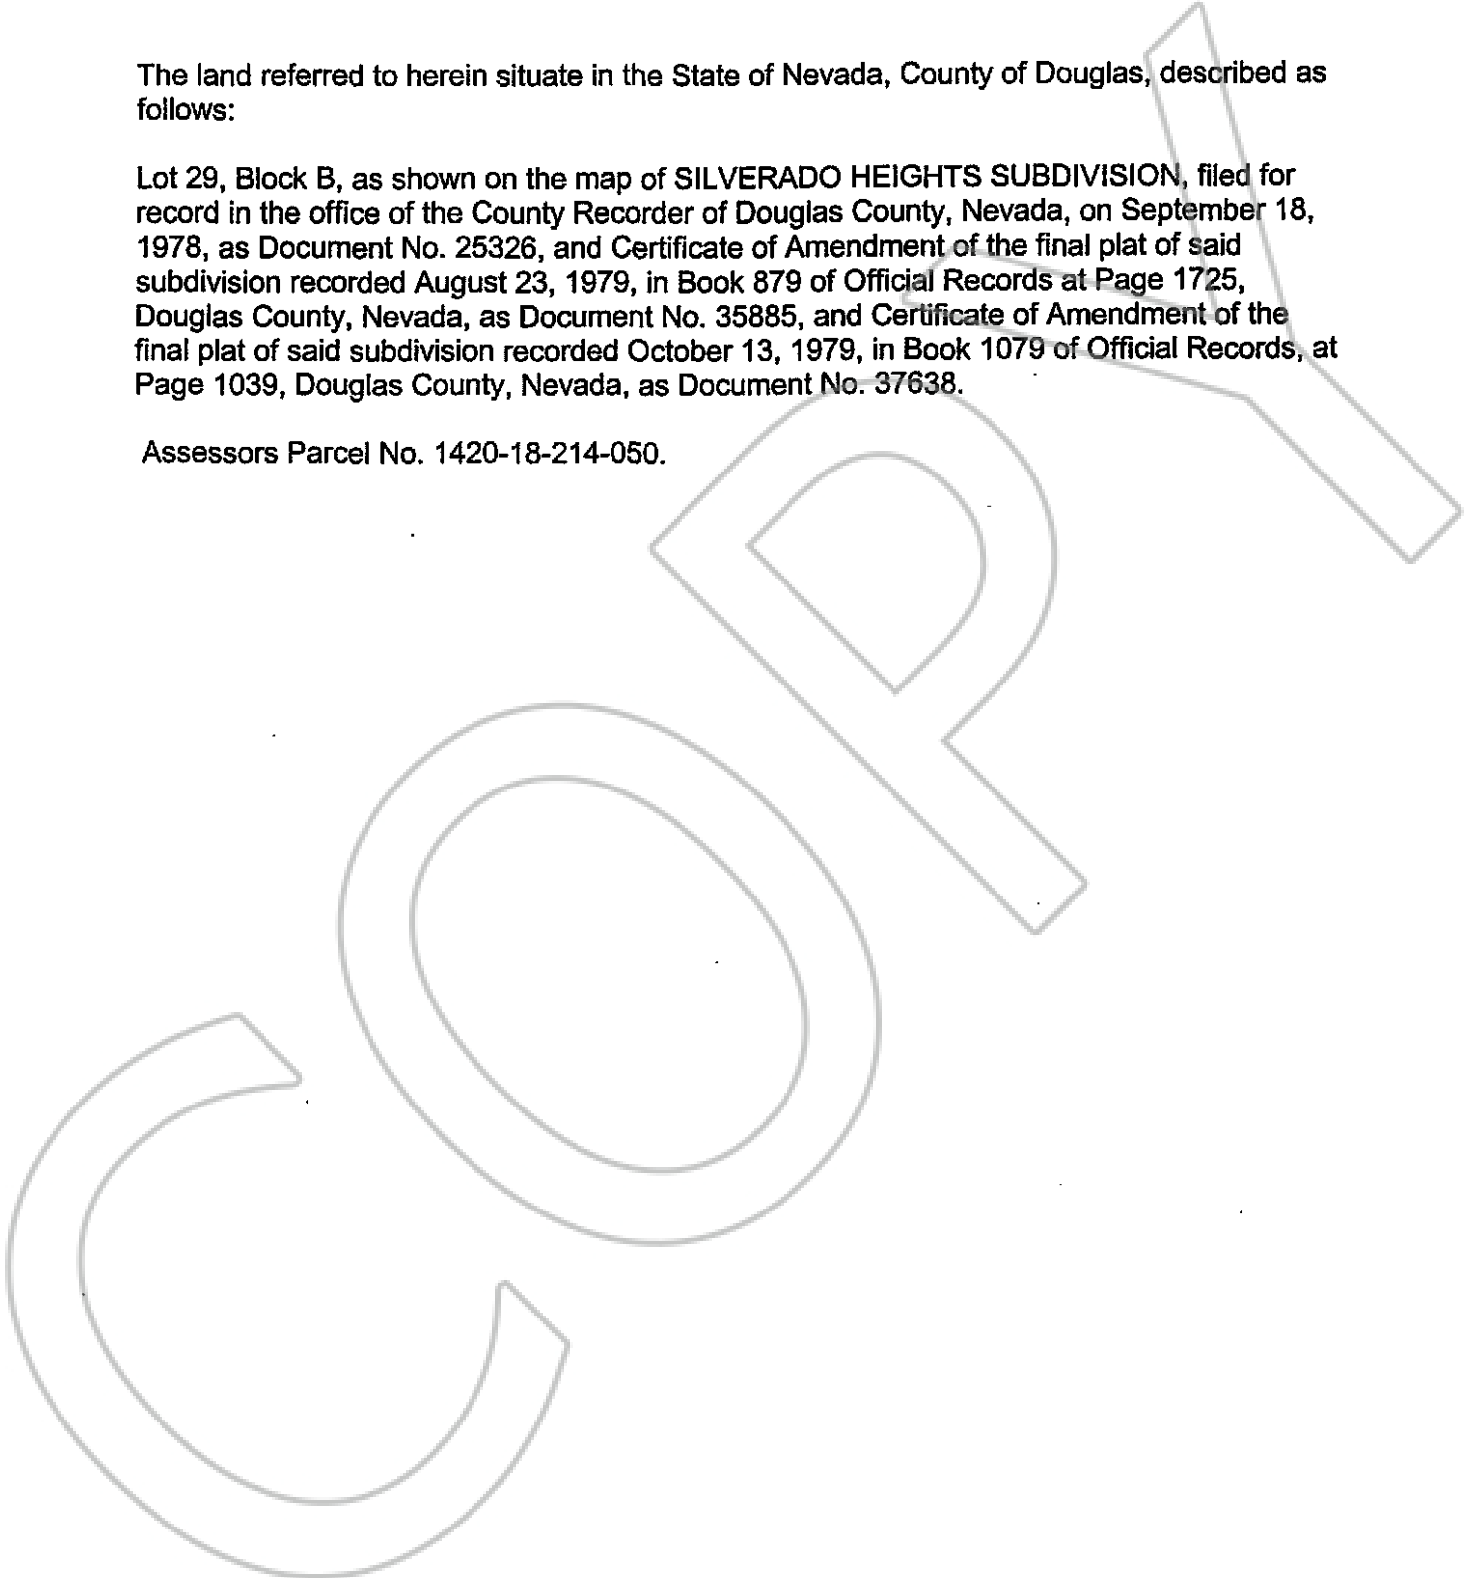 The land referred to herein situate in the State of Nevada, County of Douglas, described as
follows:
Lot 29, Block B, as shown on the map of SILVERADO HEIGHTS SUBDIVISION, filed for
record in the office of the County Recorder of Douglas County, Nevada, on September 18,
1978, as Document No. 25326, and Certificate of Amendment of the final plat of said
subdivision recorded August 23, 1979, in Book 879 of Official Records at Page 1725,
Douglas County, Nevada, as Document No. 35885, and Certificate of Amendment of the
final plat of said subdivision recorded October 13, 1979, in Book 1079 of Official Records, at
Page 1039, Douglas County, Nevada, as Document No. 37638.
Assessors Parcel No. 1420-18-214-050.
COPY